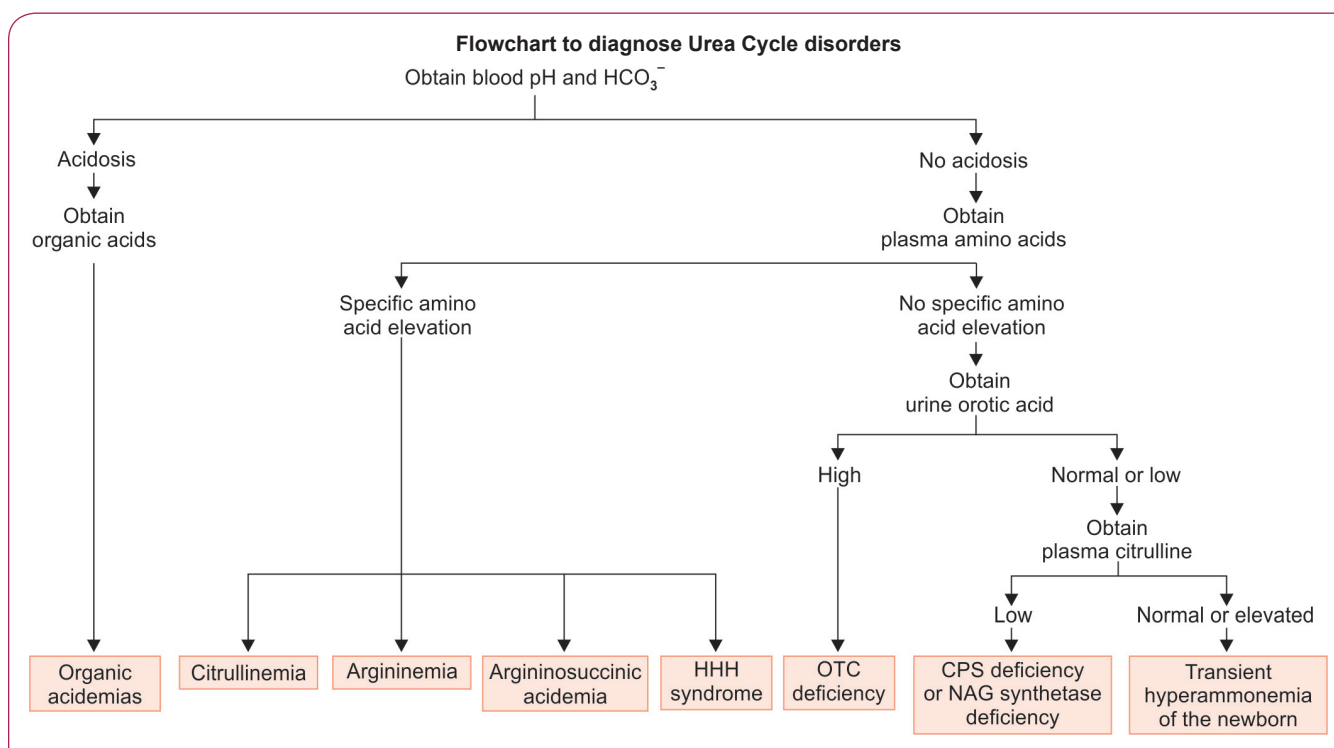 Flowchart to diagnose Urea Cycle disorders
Obtain blood pH and HCO₃⁻
Acidosis
No acidosis
Obtain
organic acids
Obtain
plasma amino acids
Specific amino
acid elevation
No specific amino
acid elevation
Obtain
urine orotic acid
High
Normal or low
Obtain
plasma citrulline
Low
Normal or elevated
Organic
acidemias
Citrullinemia
Argininemia
Argininosuccinic
acidemia
HHH
syndrome
OTC
deficiency
CPS deficiency
or NAG synthetase
deficiency
Transient
hyperammonemia
of the newborn